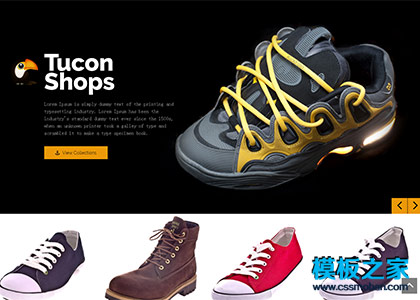 Tucon
Shops
Lorem Ipsum is simply dummy text of the printing and
typesetting industry. Lorem Ipsum has been the
industry's standard dummy text ever since the 1500s,
when an unknown printer took a galley of type and
scrambled it to make a type specimen book.
View Collections
模板之家
www.cssmoban.com